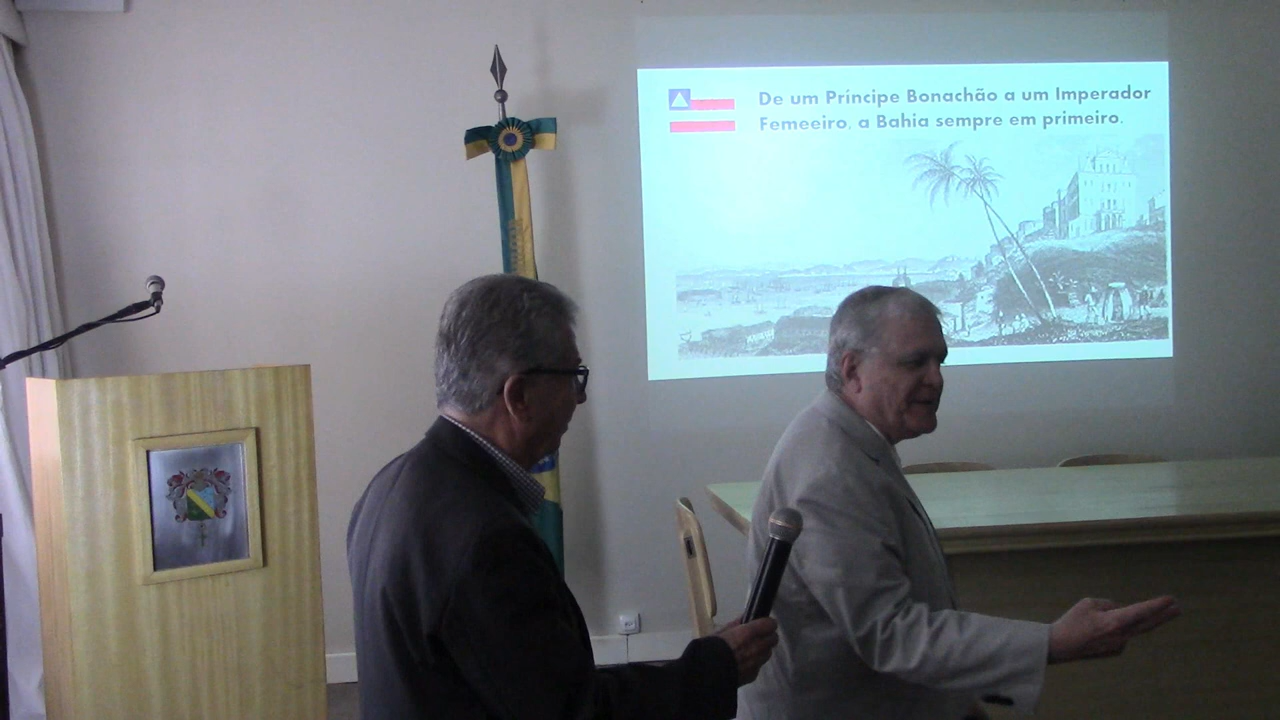 De um Príncipe Bonachão a um Imperador
Femeeiro, a Bahia sempre em primeiro.